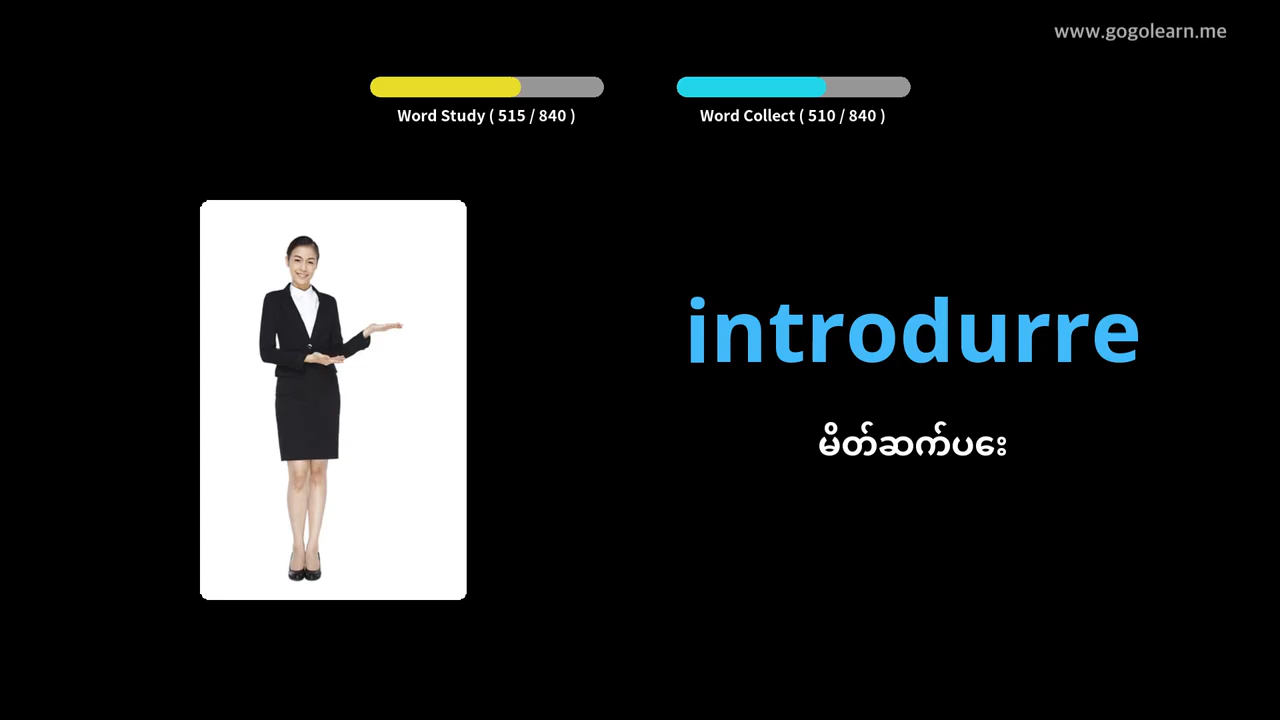 www.gogolearn.me
Word Study ( 515 / 840 )
Word Collect ( 510 / 840 )
introdurre
မိတ်ဆက်ပေး